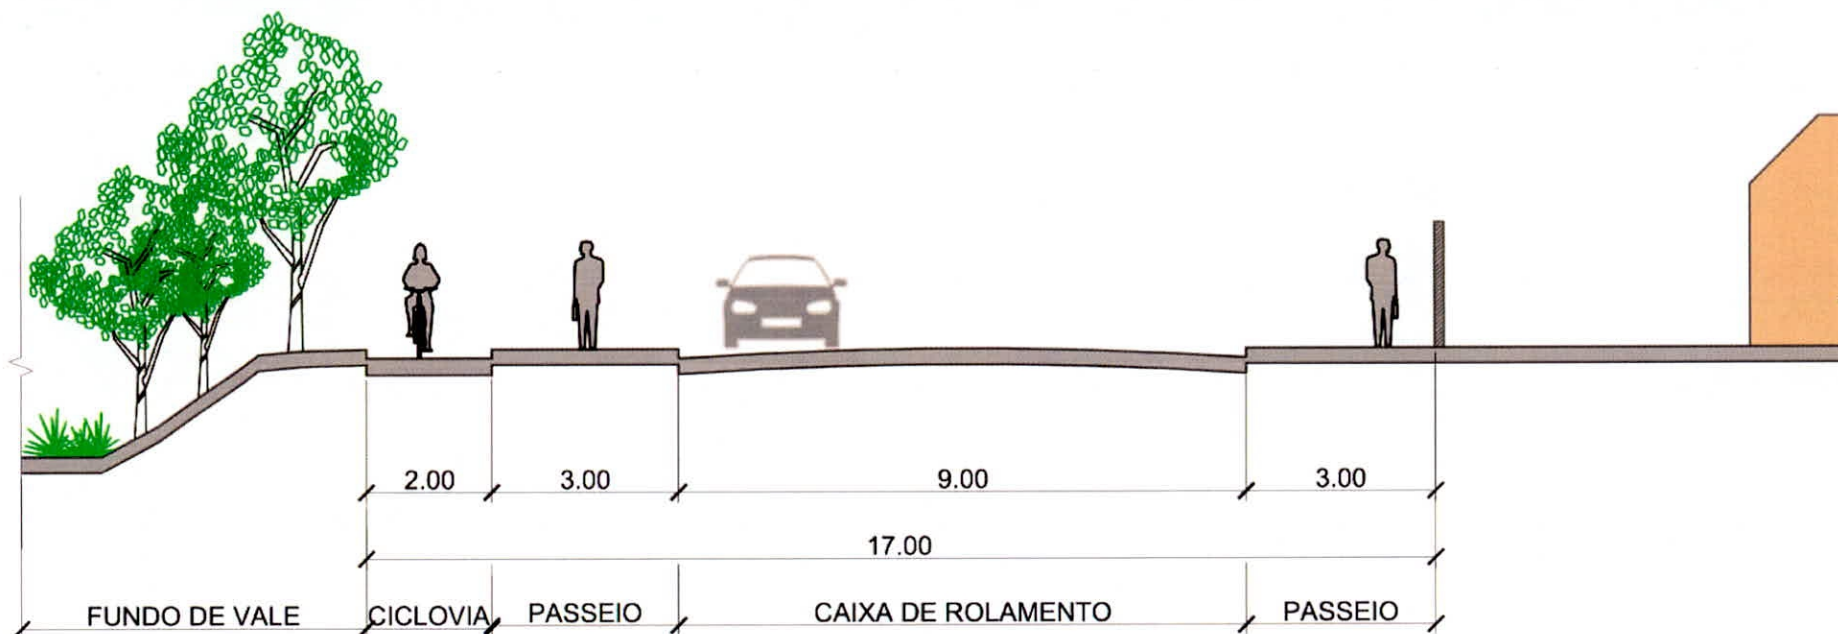 2.00 3.00 9.00 3.00
17.00
FUNDO DE VALE CICLOVIA PASSEIO CAIXA DE ROLAMENTO PASSEIO